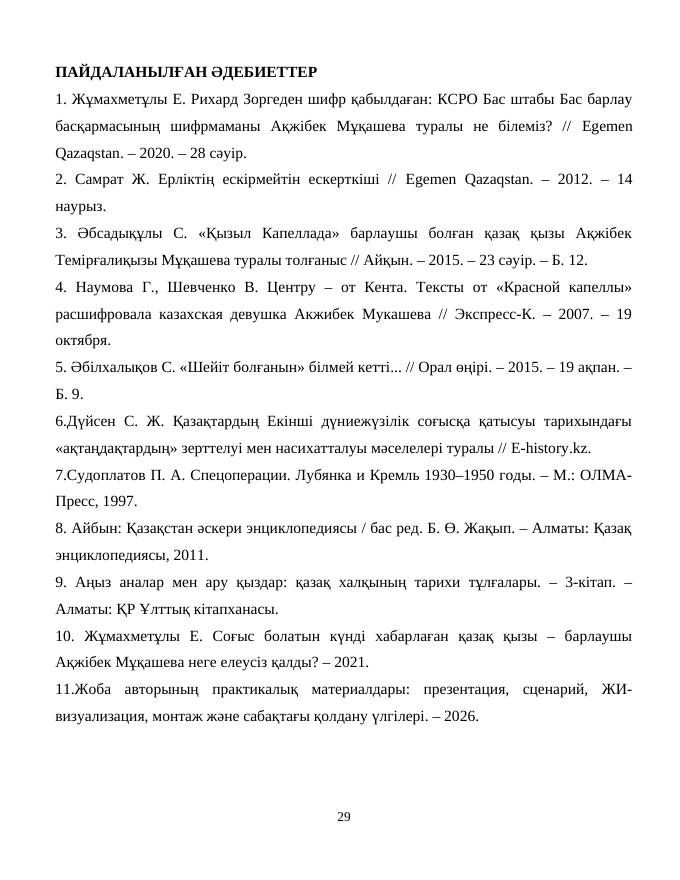 ПАЙДАЛАНЫЛҒАН ӘДЕБИЕТТЕР
1. Жұмахметұлы Е. Рихард Зоргеден шифр қабылдаған: КСРО Бас штабы Бас барлау
басқармасының шифрмаманы Ақжібек Мұқашева туралы не білеміз? // Egemen
Qazaqstan. – 2020. – 28 сәуір.
2. Самрат Ж. Ерліктің ескірмейтін ескерткіші // Egemen Qazaqstan. – 2012. – 14
наурыз.
3. Әбсадықұлы С. «Қызыл Капеллада» барлаушы болған қазақ қызы Ақжібек
Темірғалиқызы Мұқашева туралы толғаныс // Айқын. – 2015. – 23 сәуір. – Б. 12.
4. Наумова Г., Шевченко В. Центру – от Кента. Тексты от «Красной капеллы»
расшифровала казахская девушка Акжибек Мукашева // Экспресс-К. – 2007. – 19
октября.
5. Әбілхалықов С. «Шейіт болғанын» білмей кетті... // Орал өңірі. – 2015. – 19 ақпан. –
Б. 9.
6.Дүйсен С. Ж. Қазақтардың Екінші дүниежүзілік соғысқа қатысуы тарихындағы
«ақтаңдақтардың» зерттелуі мен насихатталуы мәселелері туралы // E-history.kz.
7.Судоплатов П. А. Спецоперации. Лубянка и Кремль 1930–1950 годы. – М.: ОЛМА-
Пресс, 1997.
8. Айбын: Қазақстан әскери энциклопедиясы / бас ред. Б. Ө. Жақып. – Алматы: Қазақ
энциклопедиясы, 2011.
9. Аңыз аналар мен ару қыздар: қазақ халқының тарихи тұлғалары. – 3-кітап. –
Алматы: ҚР Ұлттық кітапханасы.
10. Жұмахметұлы Е. Соғыс болатын күнді хабарлаған қазақ қызы – барлаушы
Ақжібек Мұқашева неге елеусіз қалды? – 2021.
11.Жоба авторының практикалық материалдары: презентация, сценарий, ЖИ-
визуализация, монтаж және сабақтағы қолдану үлгілері. – 2026.
29